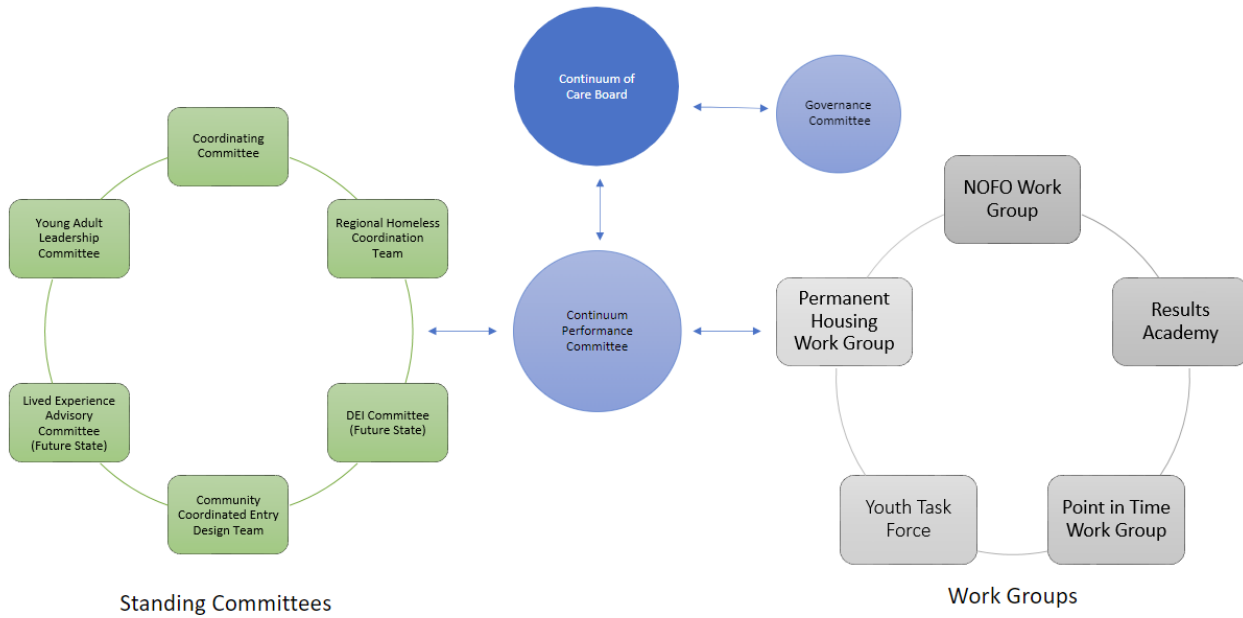 Continuum of
Care Board
Governance
Committee
Coordinating
Committee
Young Adult
Leadership
Committee
Regional Homeless
Coordination
Team
Lived Experience
Advisory
Committee
(Future State)
DEI Committee
(Future State)
Community
Coordinated Entry
Design Team
Standing Committees
Continuum
Performance
Committee
NOFO Work
Group
Permanent
Housing
Work Group
Results
Academy
Youth Task
Force
Point in Time
Work Group
Work Groups